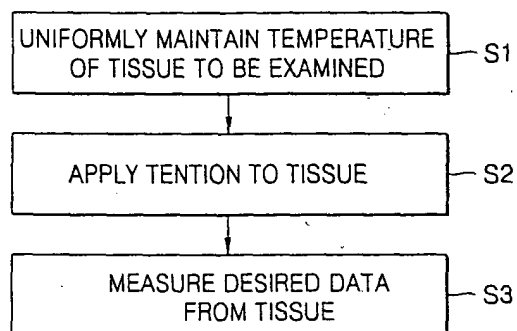 UNIFORMLY MAINTAIN TEMPERATURE
OF TISSUE TO BE EXAMINED
S1
APPLY TENTION TO TISSUE
S2
MEASURE DESIRED DATA
FROM TISSUE
S3